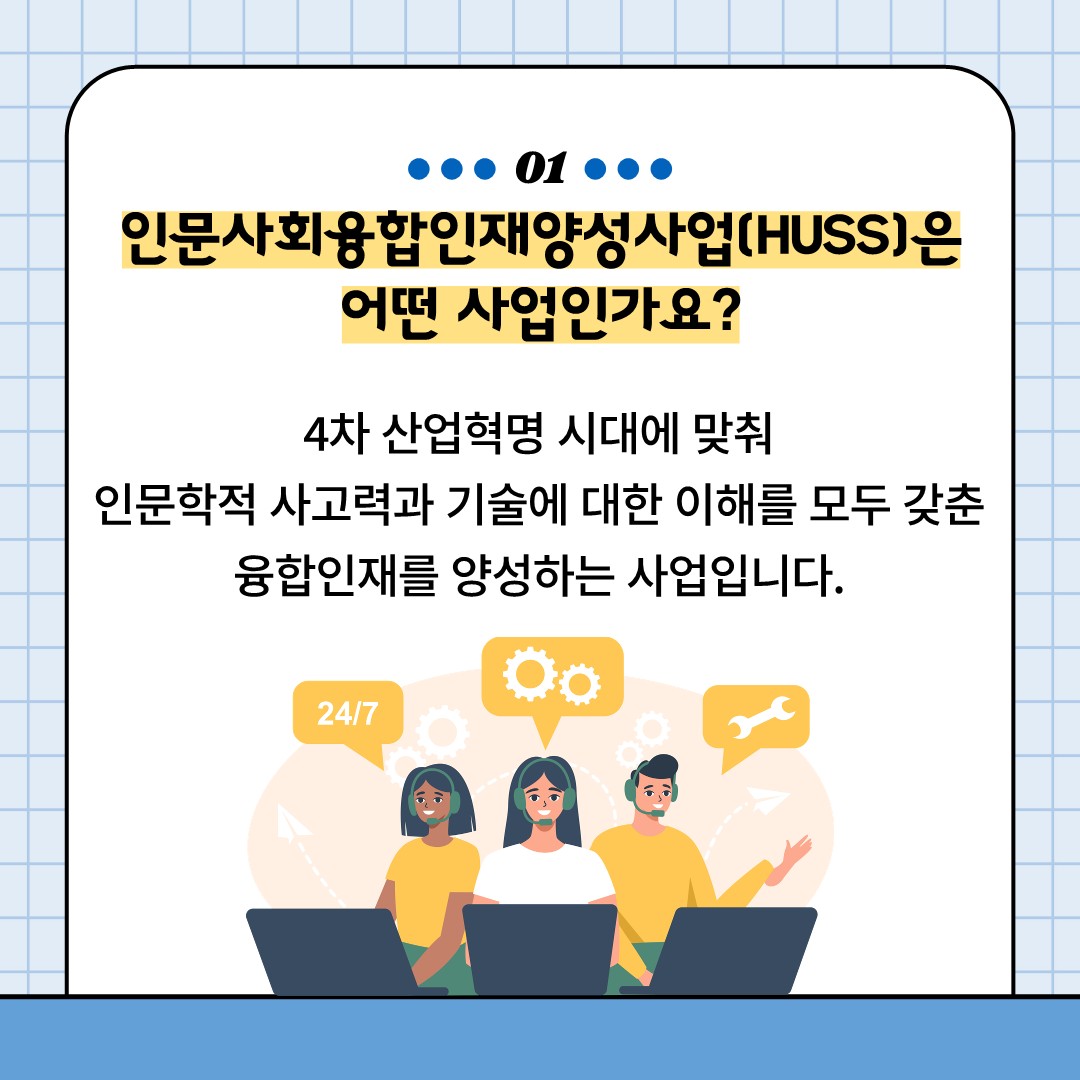 01
인문사회융합인재양성사업(HUSS)은
어떤 사업인가요?
4차 산업혁명 시대에 맞춰
인문학적 사고력과 기술에 대한 이해를 모두 갖춘
융합인재를 양성하는 사업입니다.
24/7